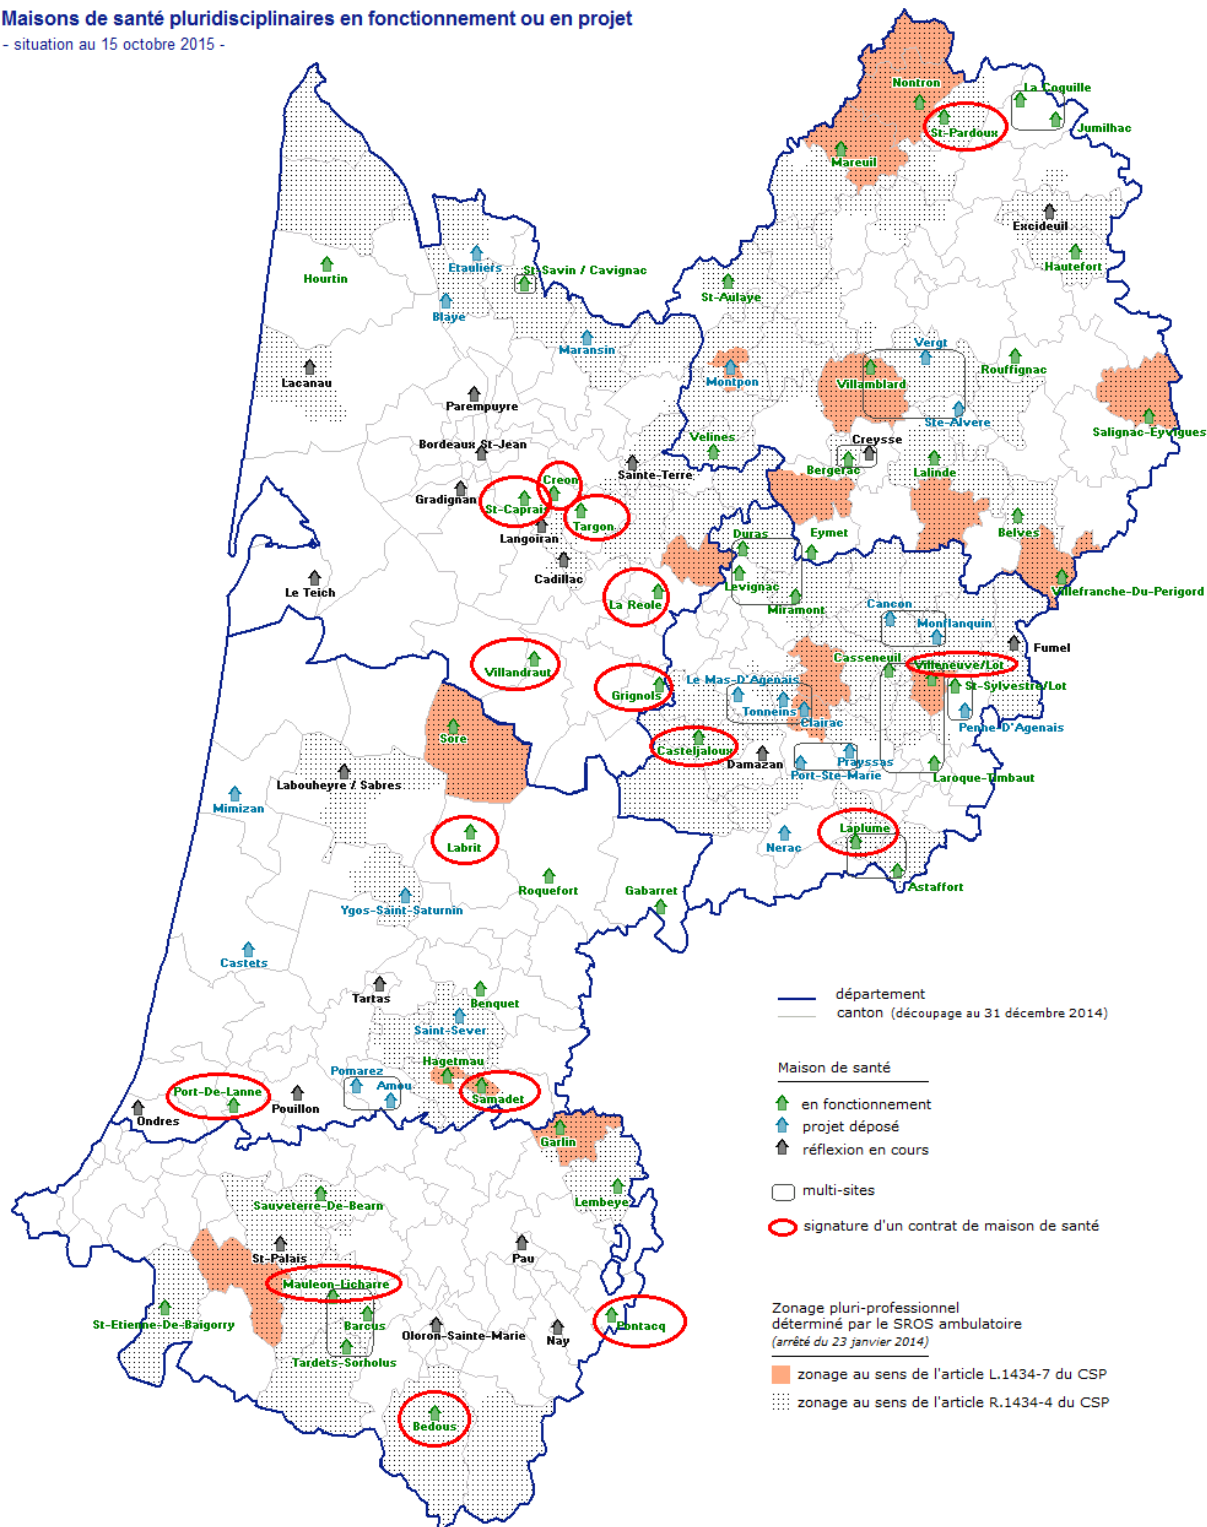 Maisons de santé pluridisciplinaires en fonctionnement ou en projet
- situation au 15 octobre 2015 -
Nontron
La Coquille
St-Pardoux
Jumilhac
Mareuil
Excideuil
Hautefort
Hourtin
Etauliers
St-Savin / Cavignac
St-Aulaye
Blaye
Maransin
Vergt
Lacanau
Montpon
Villamblard
Rouffignac
Parempuyre
Ste-Alvere
Salignac-Eyvigues
Velines
Creysse
Bordeaux St-Jean
Bergerac
Lalinde
Sainte-Terre
Creon
Gradignan
St-Caprais
Targon
Langoiran
Duras
Eymet
Belves
Cadillac
Le Teich
Levignac
Miramont
Villefranche-Du-Perigord
La Reole
Cancon
Monflanquin
Fumel
Villandraut
Casseneuil
Villeneuve/Lot
Le Mas-D'Agenais
St-Sylvestre/Lot
Grignols
Tonneins
Clairac
Penne-D'Agenais
Sore
Casteljaloux
Damazan
Prayssas
Port-Ste-Marie
Laroque-Timbaut
Labouheyre / Sabres
Mimizan
Laplume
Nerac
Labrit
Astaffort
Roquefort
Gabarret
Ygos-Saint-Saturnin
Castets
Tartas
Benquet
Saint-Sever
Hagetmau
Pomarez
Amou
Samadet
Port-De-Lanne
Pouillon
Ondres
Garlin
Lembeye
Sauveterre-De-Bearn
St-Palais
Pau
Mauleon-Licharre
St-Etienne-De-Baigorry
Barcus
Oloron-Sainte-Marie
Nay
Pontacq
Tardets-Sorholus
Bedous
département
canton (découpage au 31 décembre 2014)
Maison de santé
en fonctionnement
projet déposé
réflexion en cours
multi-sites
signature d'un contrat de maison de santé
Zonage pluri-professionnel
déterminé par le SROS ambulatoire
(arrêté du 23 janvier 2014)
zonage au sens de l'article L.1434-7 du CSP
zonage au sens de l'article R.1434-4 du CSP